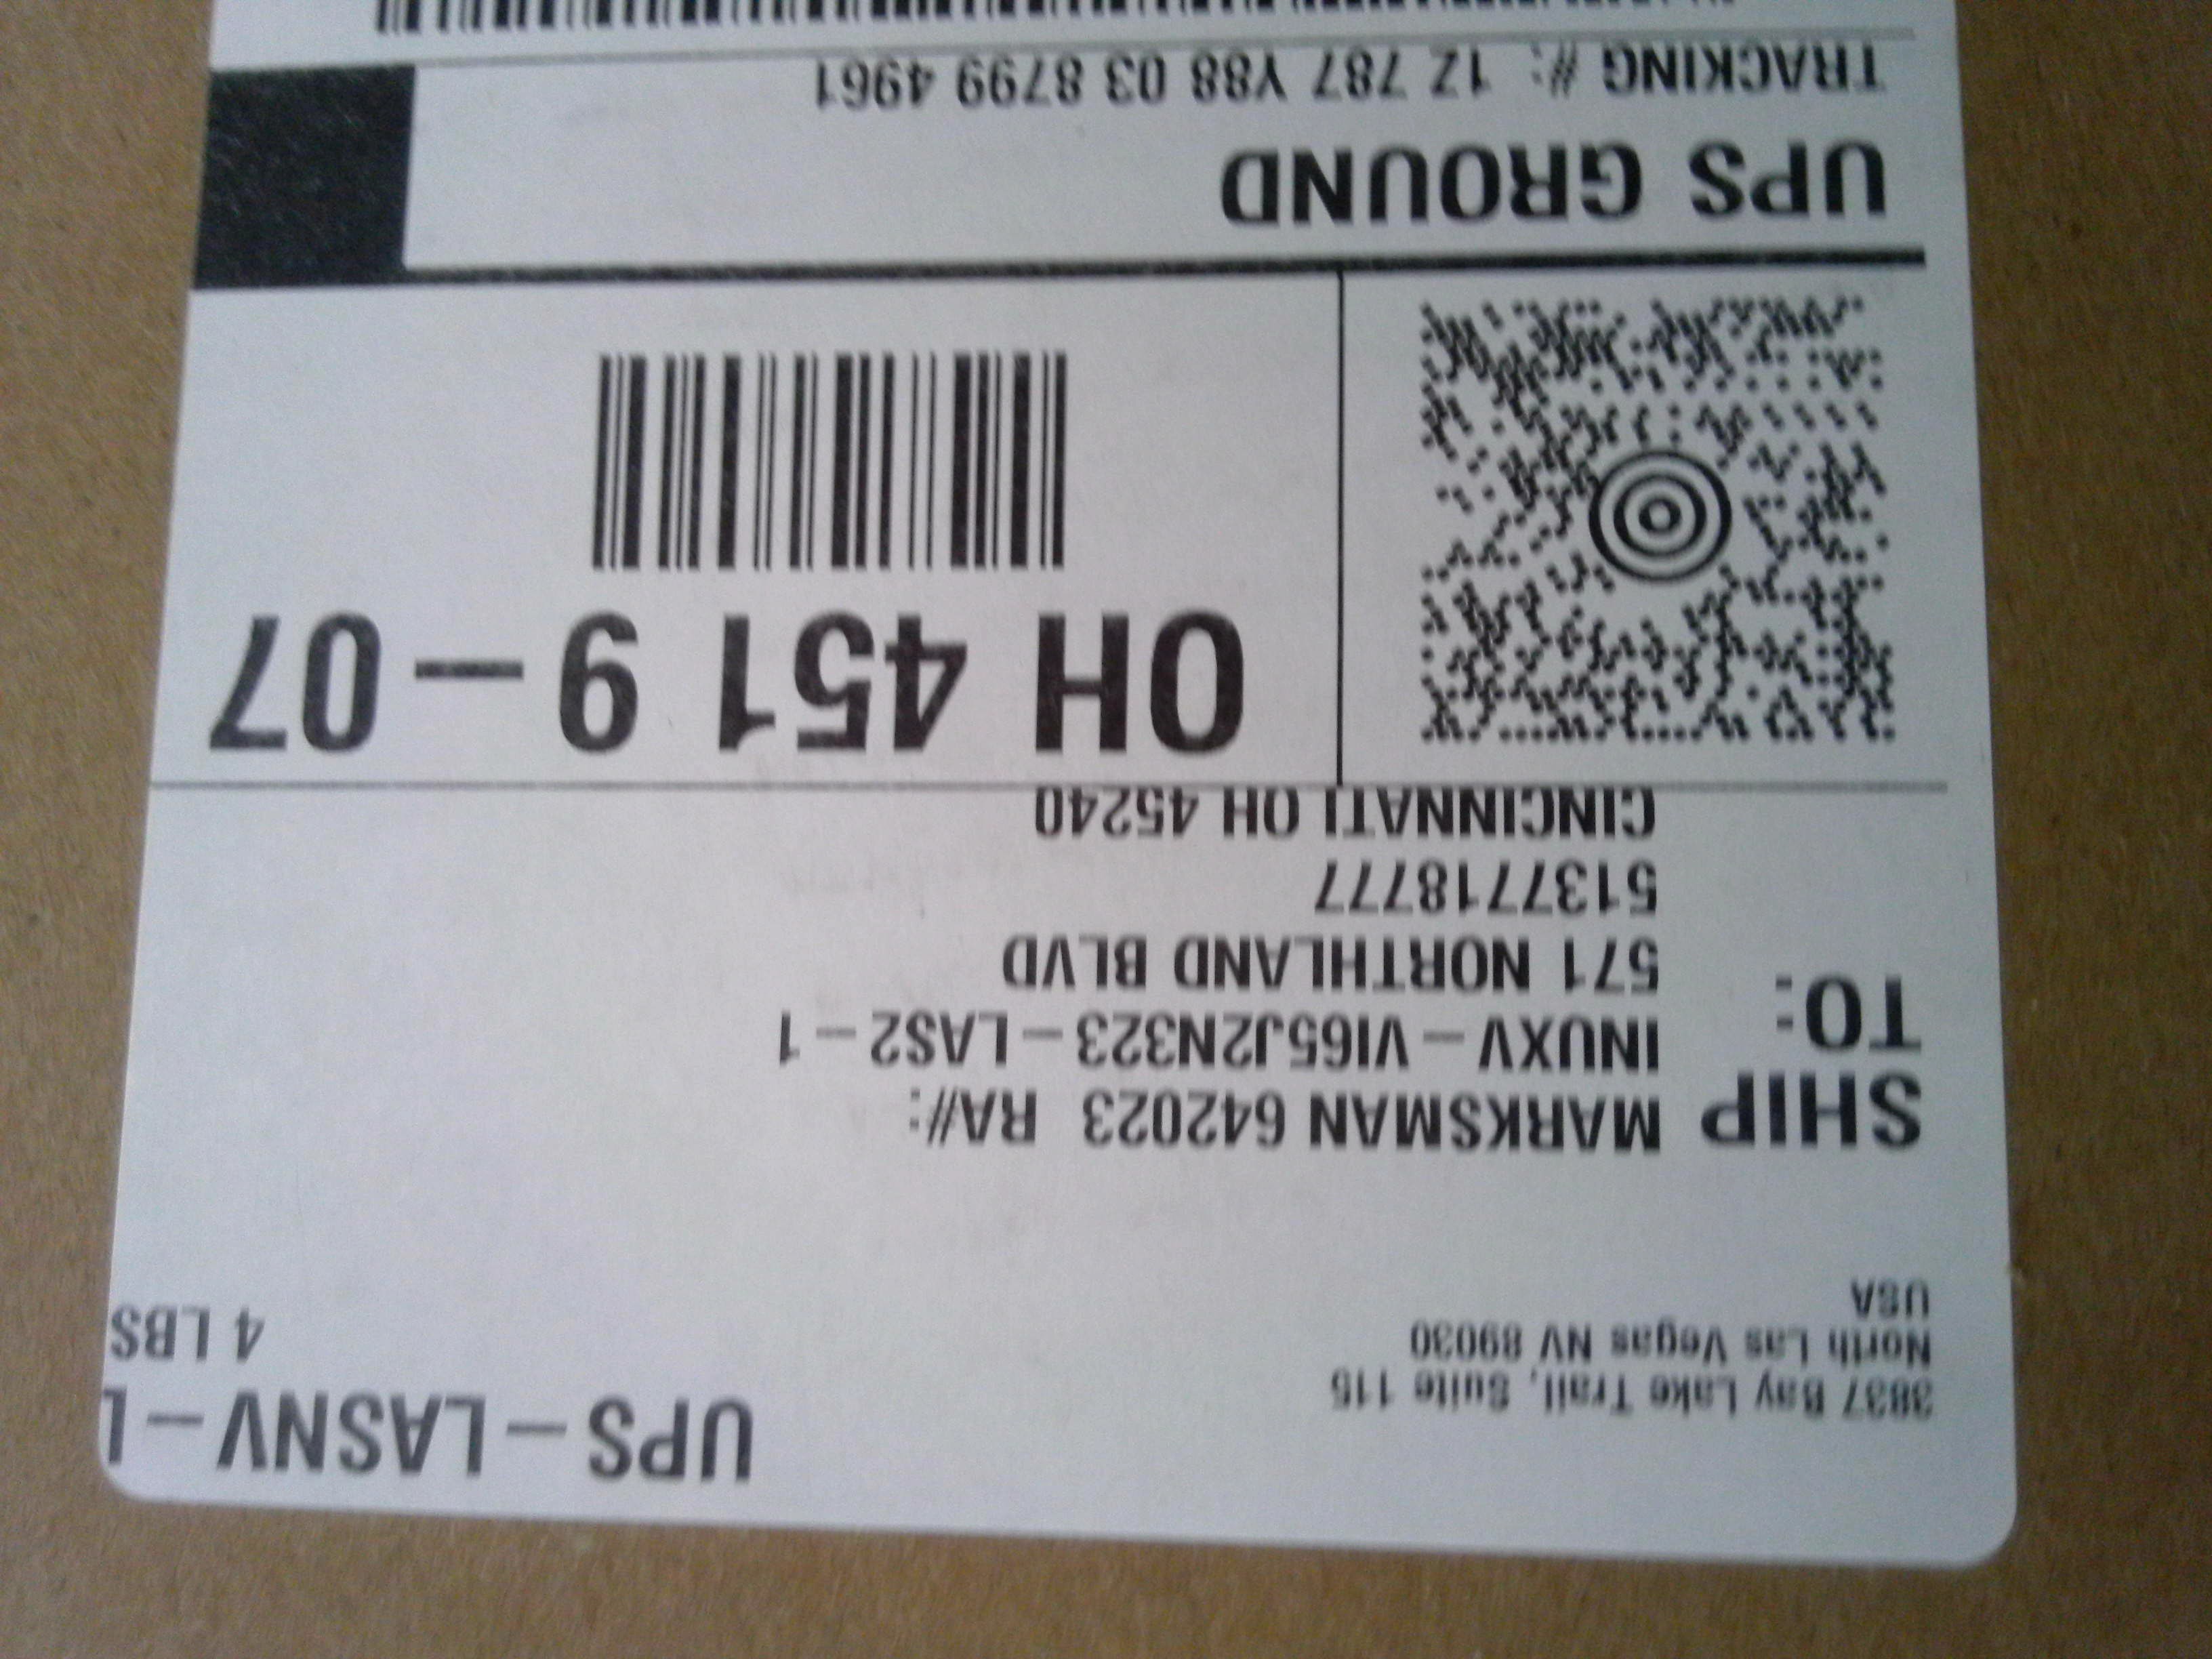 UPS-LASNV-L
4 LBS
3837 Bay Lake Trail, Suite 115
North Las Vegas NV 89030
USA
SHIP TO:
MARKSMAN 642023 RA#:
INUXV-VI65J2N323-LAS2-1
571 NORTHLAND BLVD
5137718777
CINCINNATI OH 45240
OH 451 9-07
UPS GROUND
TRACKING #: 1Z 787 Y88 03 8799 4961